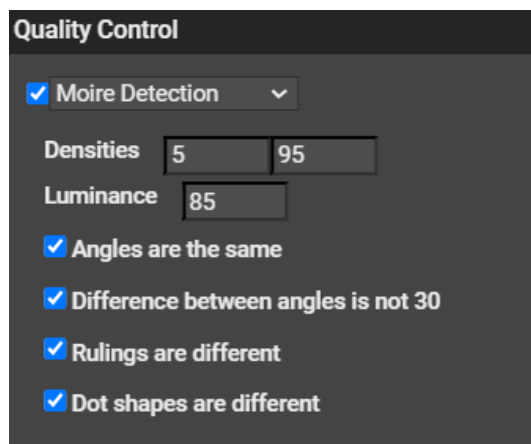 Quality Control
Moire Detection
Densities 5 95
Luminance 85
Angles are the same
Difference between angles is not 30
Rulings are different
Dot shapes are different